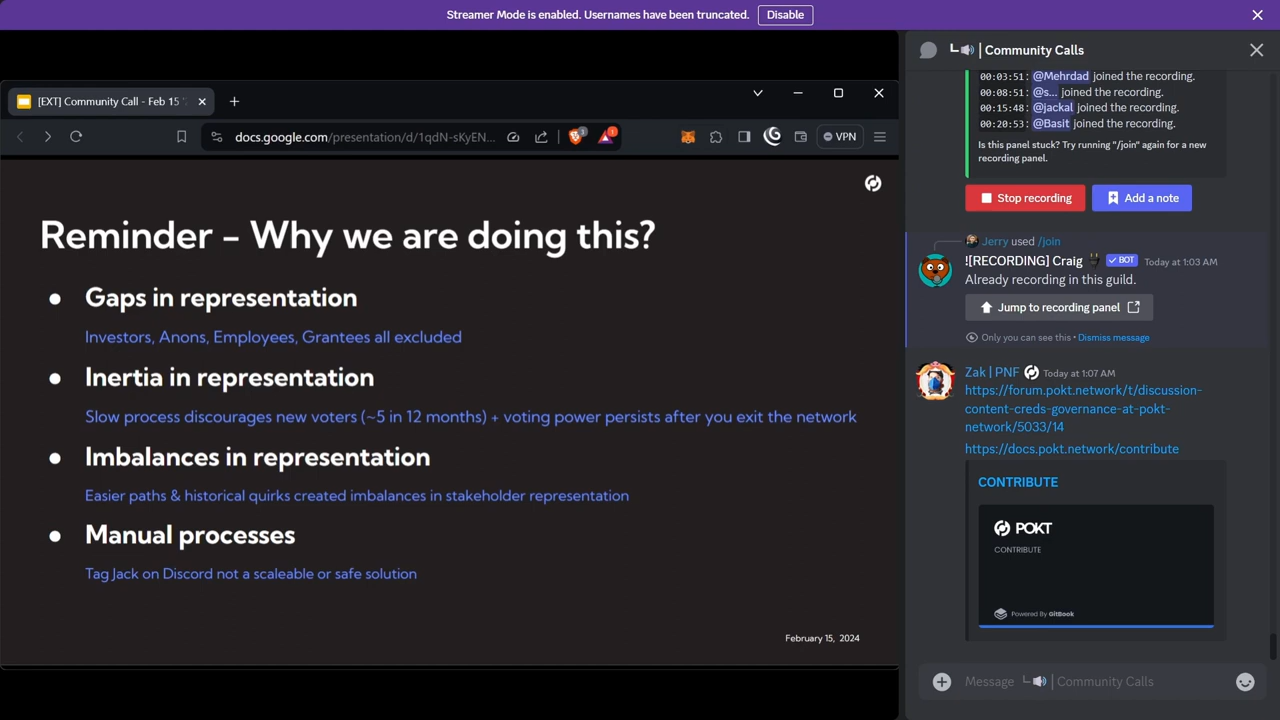 Streamer Mode is enabled. Usernames have been truncated. Disable
[EXT] Community Call - Feb 15 '
docs.google.com/presentation/d/1qdN-sKyEN...
3
1
VPN
Reminder - Why we are doing this?
Gaps in representation
Investors, Anons, Employees, Grantees all excluded
Inertia in representation
Slow process discourages new voters (~5 in 12 months) + voting power persists after you exit the network
Imbalances in representation
Easier paths & historical quirks created imbalances in stakeholder representation
Manual processes
Tag Jack on Discord not a scaleable or safe solution
February 15, 2024
Community Calls
00:03:51: @Mehrdad joined the recording.
00:08:51: @s... joined the recording.
00:15:48: @jackal joined the recording.
00:20:53: @Basit joined the recording.
Is this panel stuck? Try running "/join" again for a new
recording panel.
Stop recording
Add a note
Jerry used /join
![RECORDING] Craig BOT Today at 1:03 AM
Already recording in this guild.
Jump to recording panel
Only you can see this • Dismiss message
Zak | PNF Today at 1:07 AM
https://forum.pokt.network/t/discussion-
content-creds-governance-at-pokt-
network/5033/14
https://docs.pokt.network/contribute
CONTRIBUTE
POKT
CONTRIBUTE
Powered By GitBook
Message Community Calls